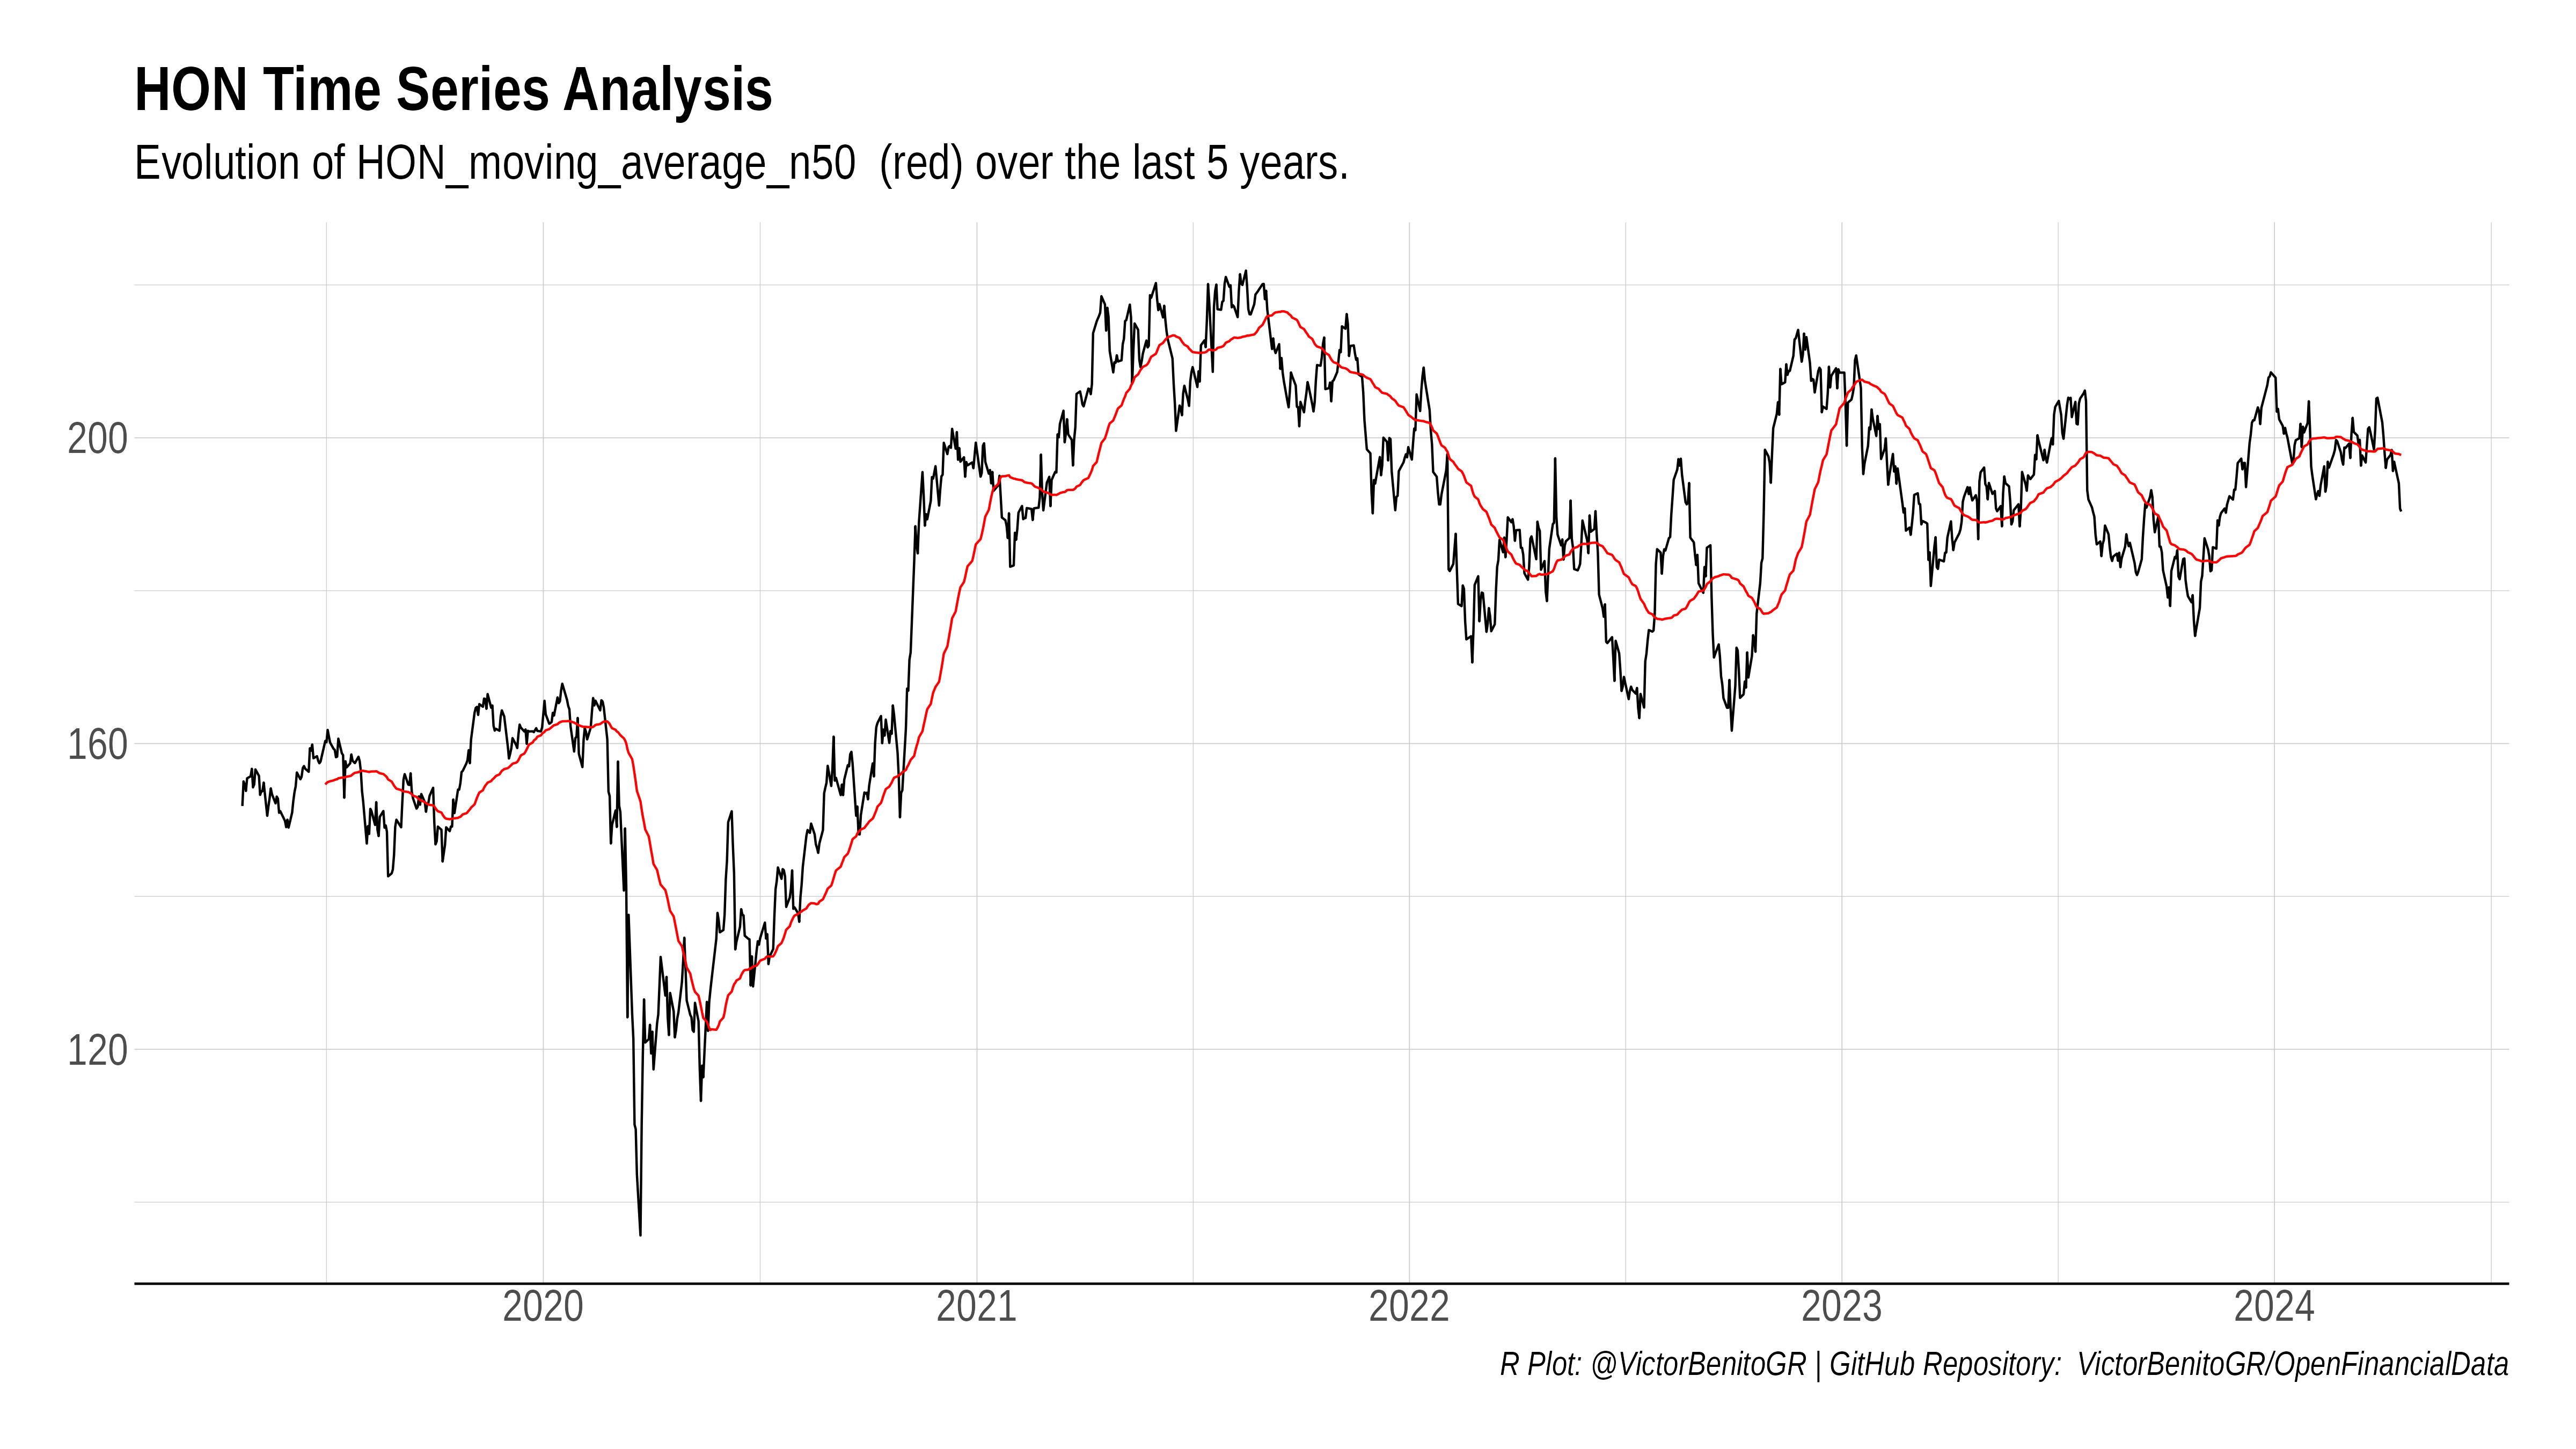 HON Time Series Analysis
Evolution of HON_moving_average_n50  (red) over the last 5 years.
200
160
120
2020 2021 2022 2023 2024
R Plot: @VictorBenitoGR | GitHub Repository:  VictorBenitoGR/OpenFinancialData